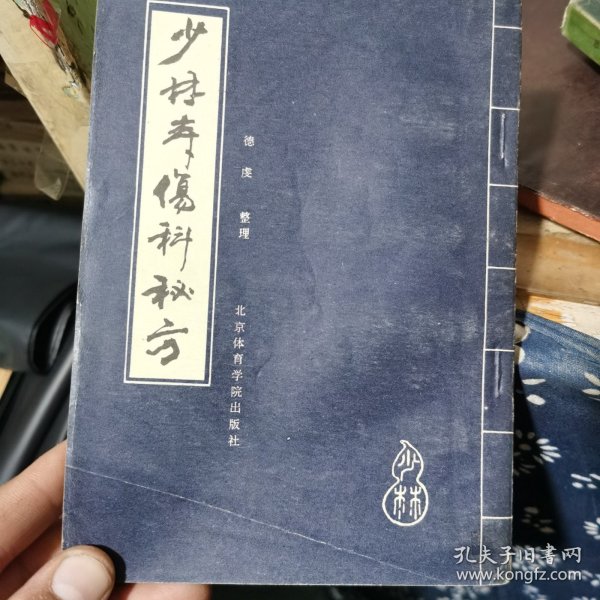 少林寺傷科秘方
德虔 整理
北京体育学院出版社
少林
孔夫子旧书网
www.kongfz.com